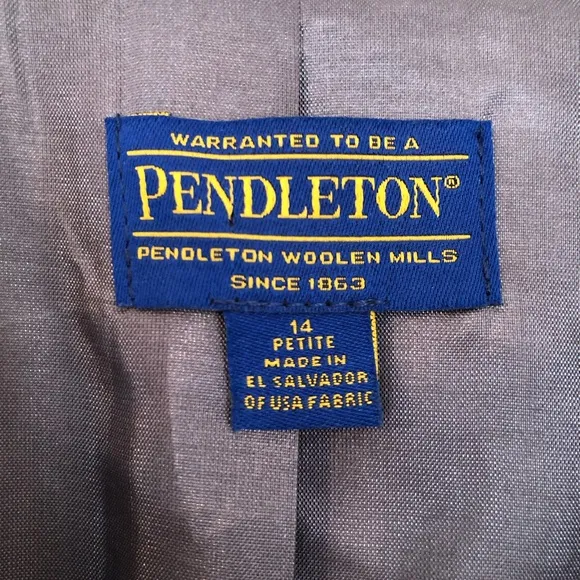 WARRANTED TO BE A
PENDLETON®
PENDLETON WOOLEN MILLS
SINCE 1863
14
PETITE
MADE IN
EL SALVADOR
OF USA FABRIC